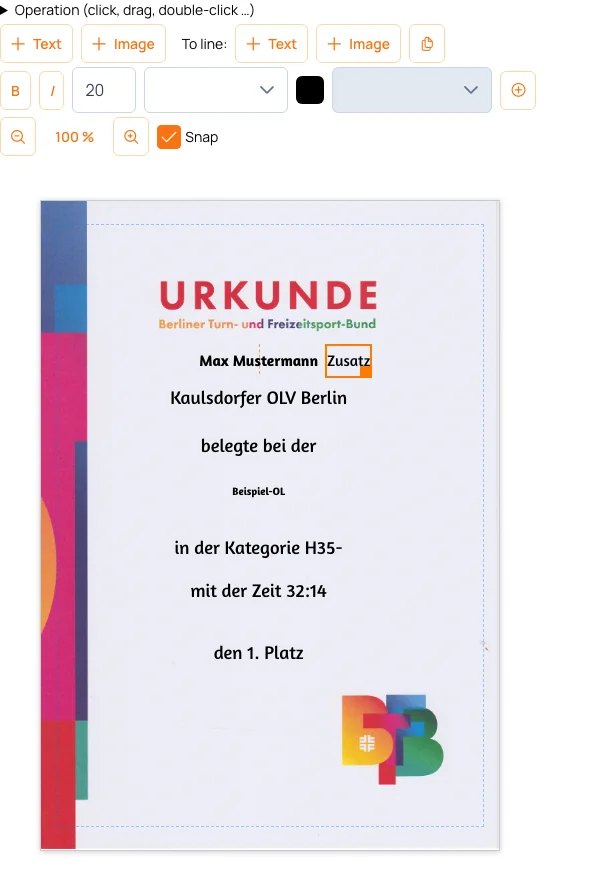 Operation (click, drag, double-click ...)
Text Image To line: Text Image
B I 20
100 % Snap
URKUNDE
Berliner Turn- und Freizeitsport-Bund
Max Mustermann Zusatz
Kaulsdorfer OLV Berlin
belegte bei der
Beispiel-OL
in der Kategorie H35-
mit der Zeit 32:14
den 1. Platz
BTFB